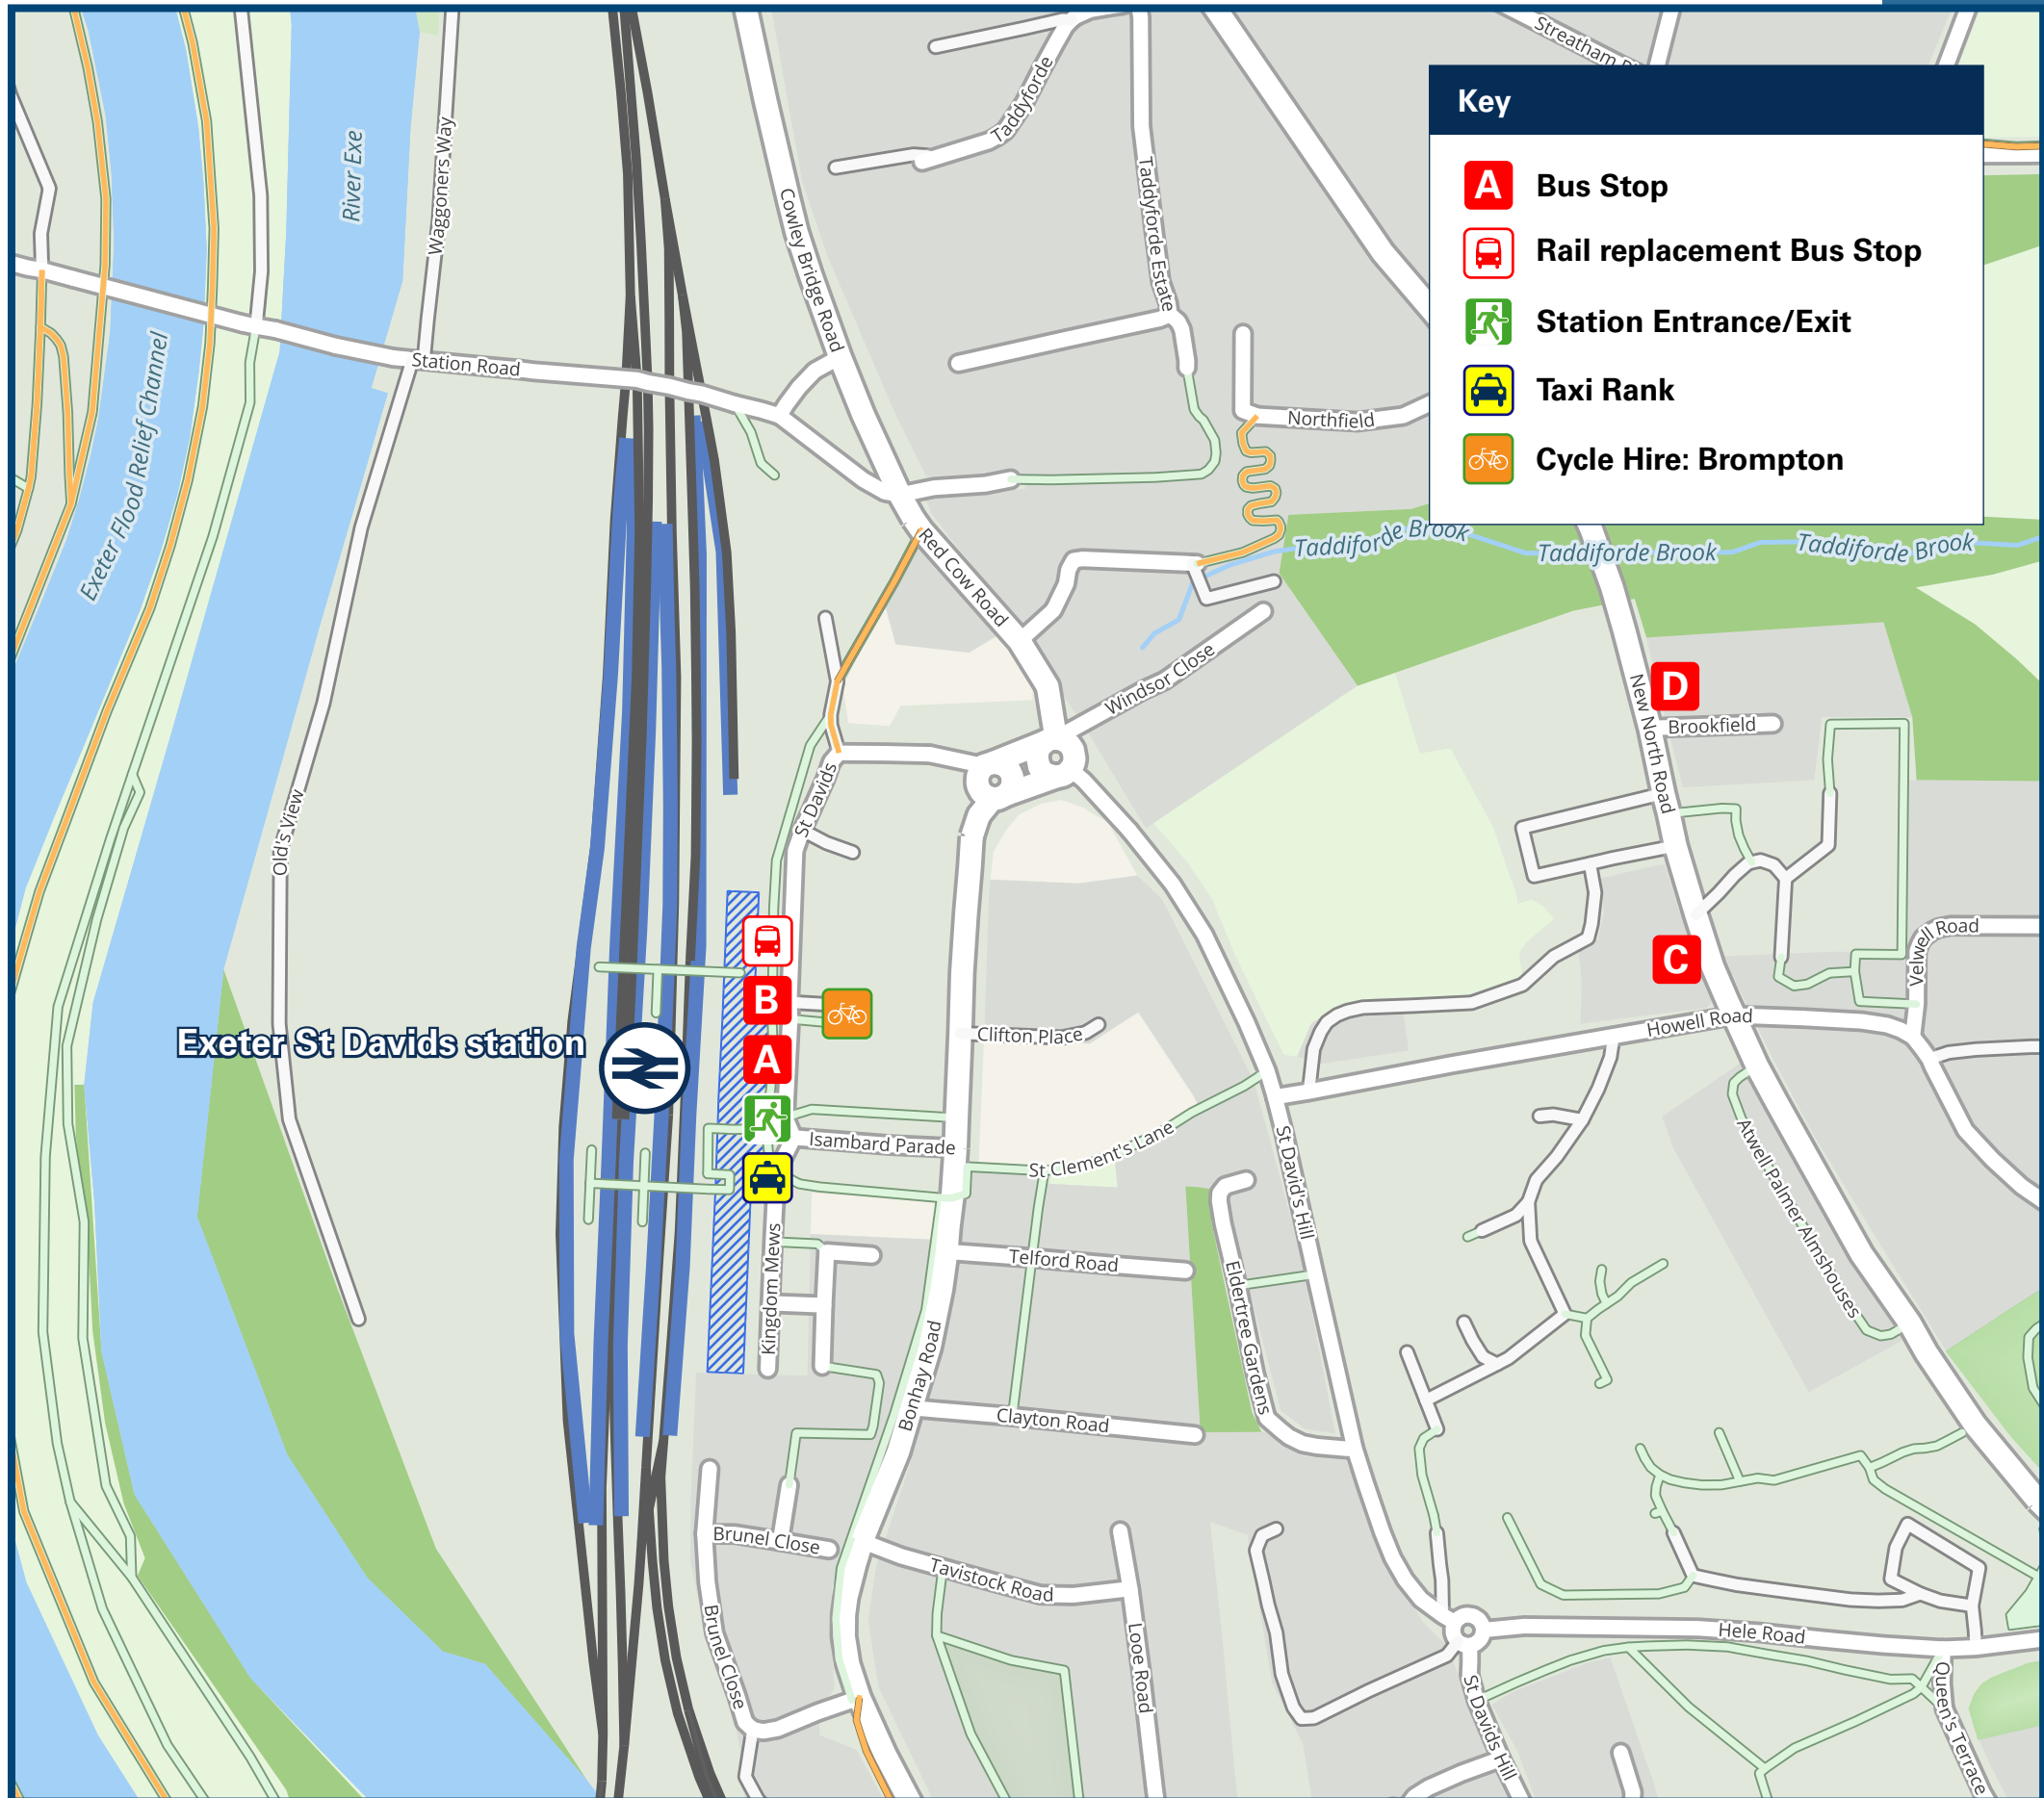 Key
A Bus Stop
Rail replacement Bus Stop
Station Entrance/Exit
Taxi Rank
Cycle Hire: Brompton
Streatham
Taddyforde
Taddyforde Estate
River Exe
Waggoners Way
Cowley Bridge Road
Station Road
Exeter Flood Relief Channel
Northfield
Taddiforde Brook
Taddiforde Brook
Taddiforde Brook
Red Cow Road
Windsor Close
D
New North Road
Brookfield
St Davids
Old's View
Velwell Road
C
B
A
Exeter St Davids station
Clifton Place
Howell Road
Isambard Parade
St Clement's Lane
St David's Hill
Atwell Palmer Almshouses
Kingdom Mews
Telford Road
Eldertree Gardens
Bonhay Road
Clayton Road
Brunel Close
Tavistock Road
Brunel Close
Looe Road
Hele Road
St Davids Hill
Queen's Terrace